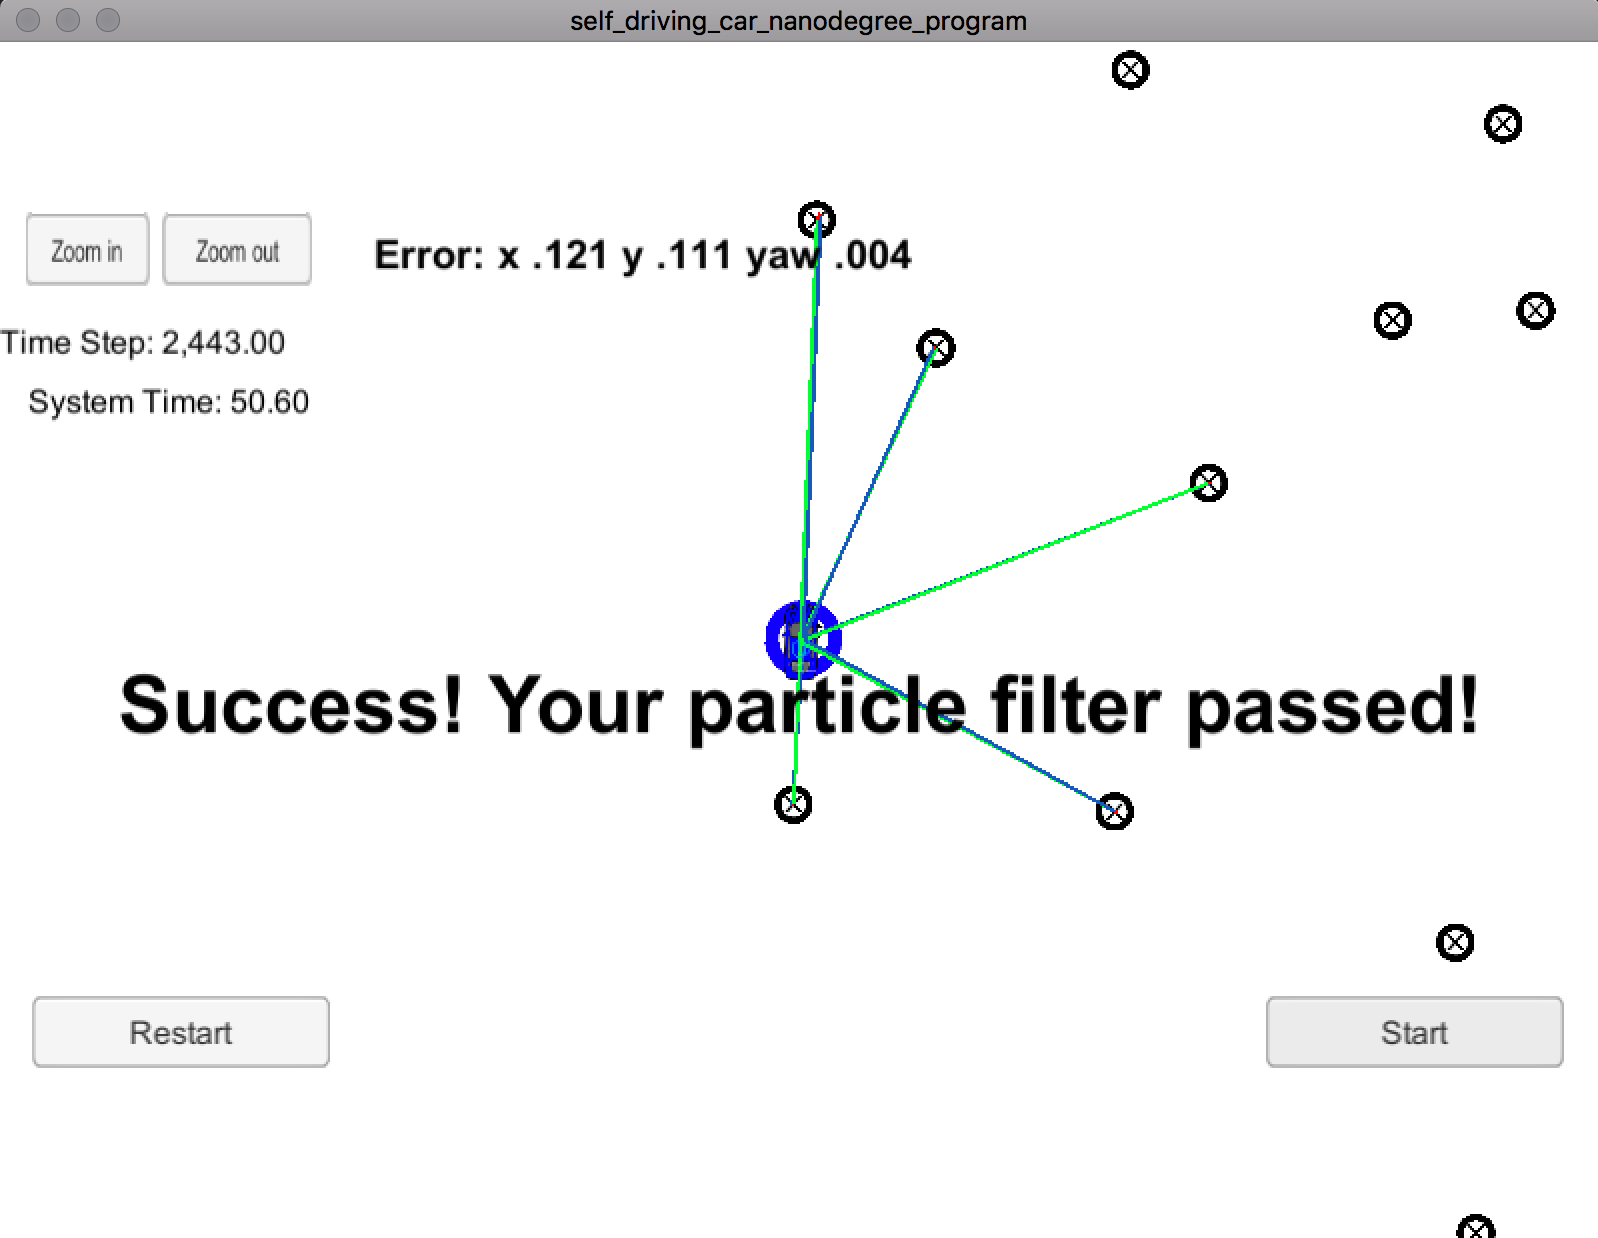 self_driving_car_nanodegree_program
Zoom in
Zoom out
Error: x .121 y .111 yaw .004
Time Step: 2,443.00
System Time: 50.60
Success! Your particle filter passed!
Restart
Start